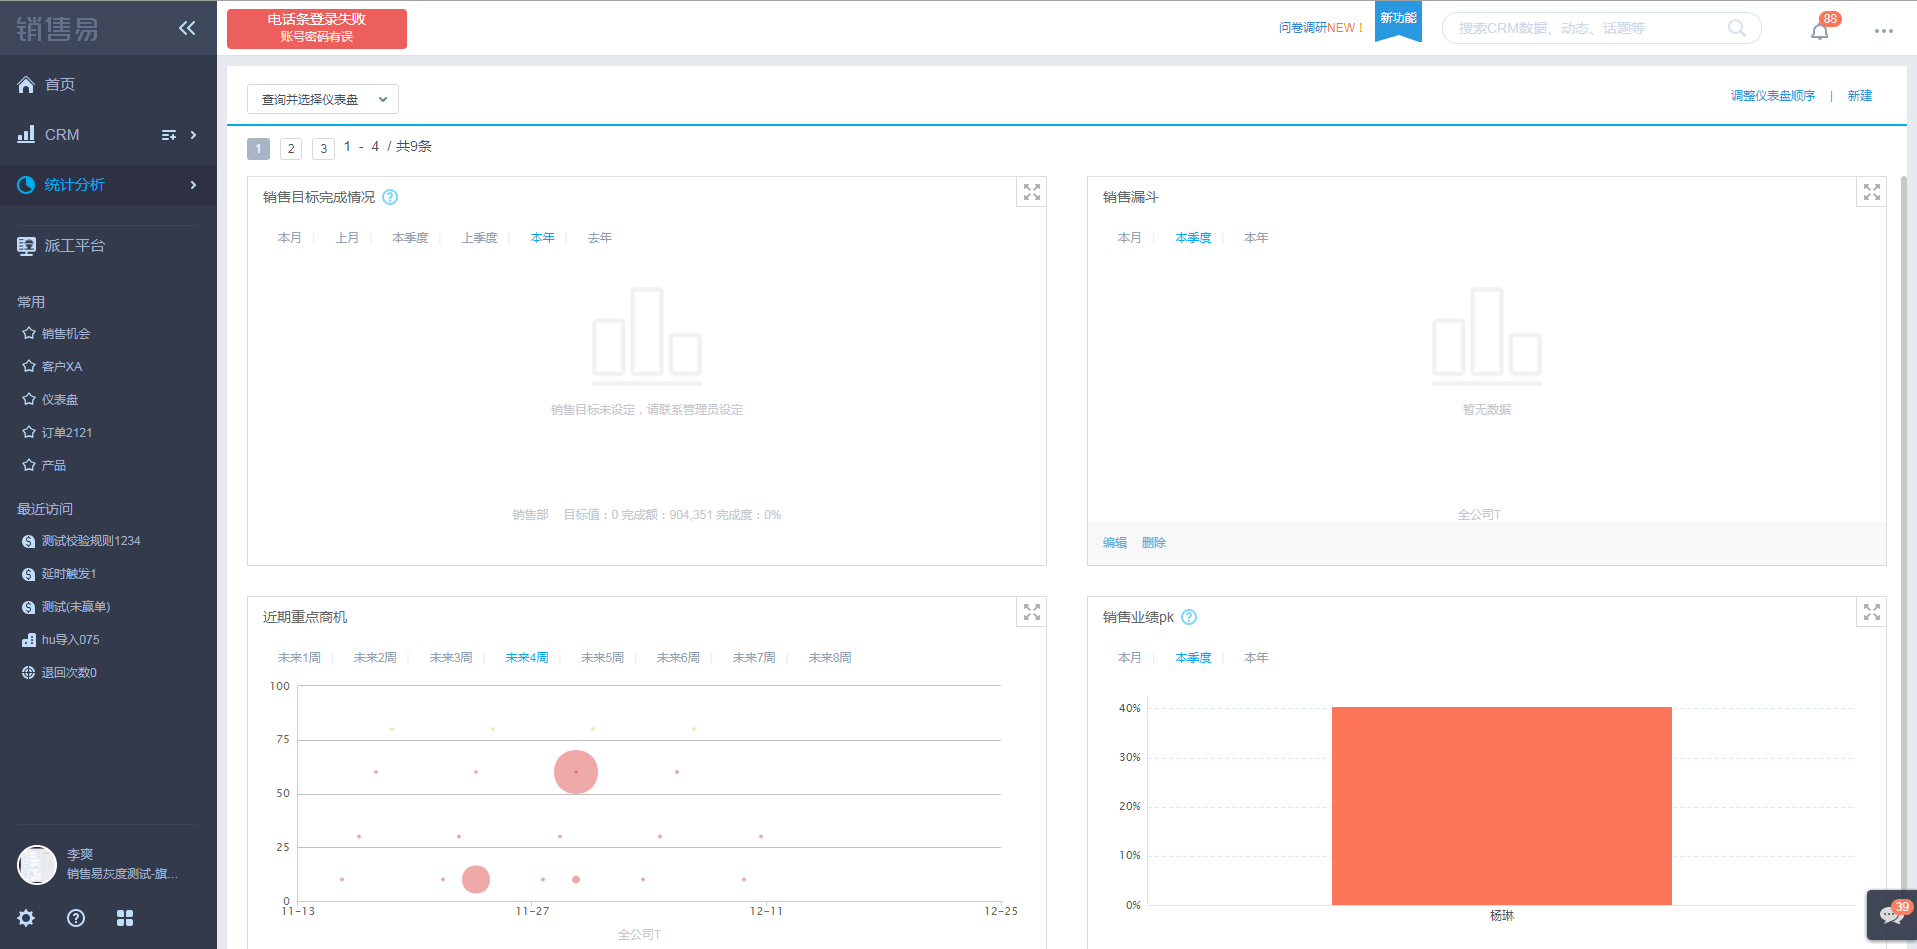 销售易
首页
CRM
统计分析
派工平台
常用
销售机会
客户XA
仪表盘
订单2121
产品
最近访问
测试校验规则1234
延时触发1
测试(未赢单)
hu导入075
退回次数0
李爽
销售易灰度测试-旗...
电话条登录失败
账号密码有误
问卷调研NEW！
新功能
搜索CRM数据、动态、话题等
88
查询并选择仪表盘
调整仪表盘顺序 | 新建
1 2 3 1 - 4 / 共9条
销售目标完成情况
本月 上月 本季度 上季度 本年 去年
销售目标未设定，请联系管理员设定
销售部 目标值：0 完成额：904,351 完成度：0%
销售漏斗
本月 本季度 本年
暂无数据
全公司T
编辑 删除
近期重点商机
未来1周 未来2周 未来3周 未来4周 未来5周 未来6周 未来7周 未来8周
100
75
50
25
0
11-13 11-27 12-11 12-25
全公司T
销售业绩pk
本月 本季度 本年
40%
30%
20%
10%
0%
杨琳
39